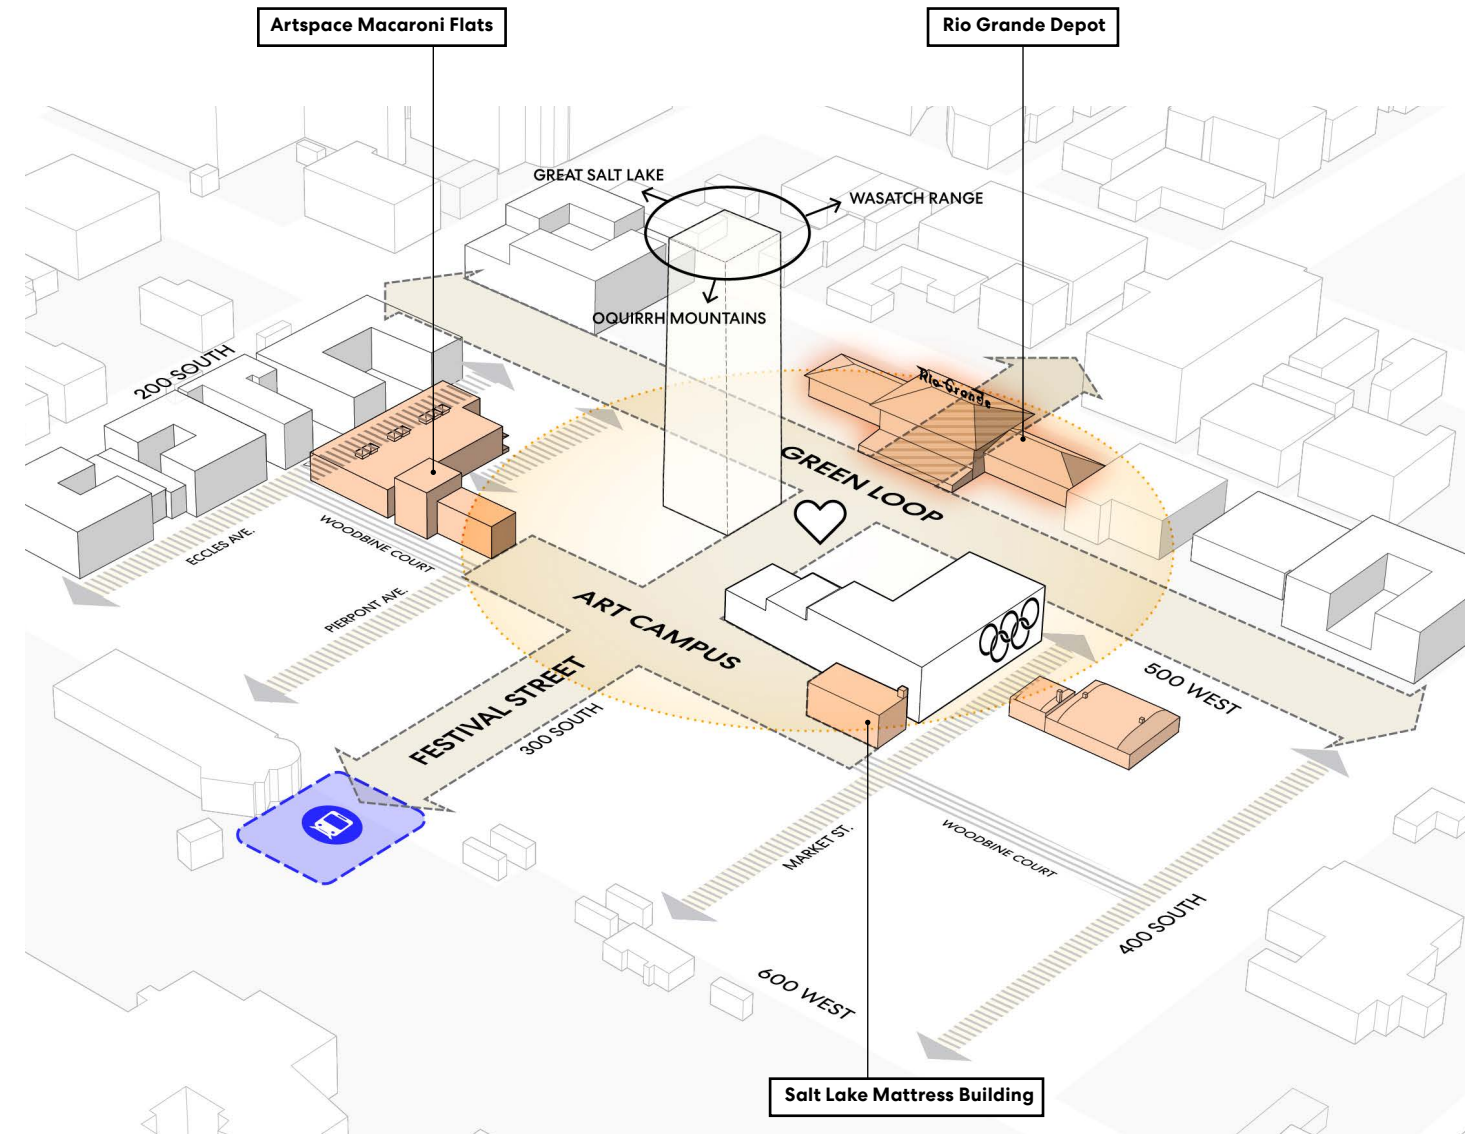 Artspace Macaroni Flats
Rio Grande Depot
GREAT SALT LAKE
WASATCH RANGE
OQUIRRH MOUNTAINS
200 SOUTH
Rio Grande
GREEN LOOP
ECCLES AVE.
WOODBINE COURT
PIERPONT AVE.
ART CAMPUS
FESTIVAL STREET
300 SOUTH
500 WEST
MARKET ST.
WOODBINE COURT
400 SOUTH
600 WEST
Salt Lake Mattress Building